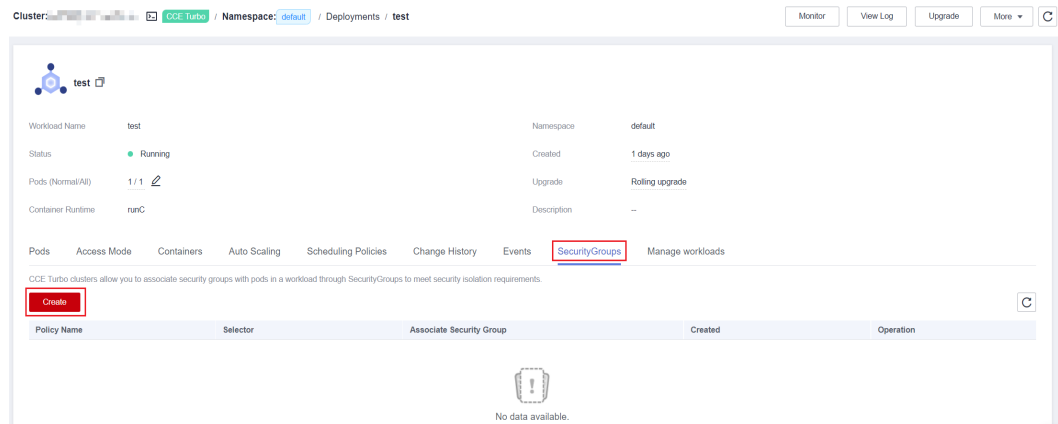 Cluster: CCE Turbo / Namespace: default / Deployments / test
Monitor View Log Upgrade More
test
Workload Name test Namespace default
Status Running Created 1 days ago
Pods (Normal/All) 1 / 1 Upgrade Rolling upgrade
Container Runtime runC Description --
Pods Access Mode Containers Auto Scaling Scheduling Policies Change History Events SecurityGroups Manage workloads
CCE Turbo clusters allow you to associate security groups with pods in a workload through SecurityGroups to meet security isolation requirements.
Create
Policy Name Selector Associate Security Group Created Operation
No data available.